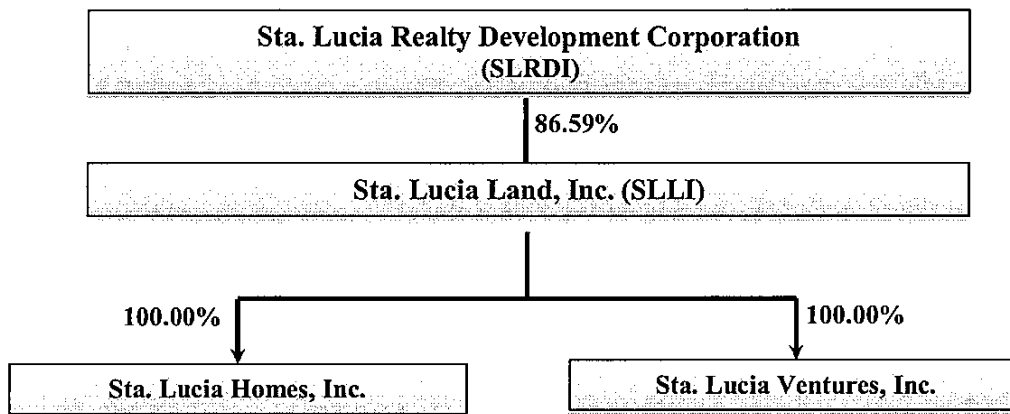 Sta. Lucia Realty Development Corporation
(SLRDI)
86.59%
Sta. Lucia Land, Inc. (SLLI)
100.00%
100.00%
Sta. Lucia Homes, Inc.
Sta. Lucia Ventures, Inc.